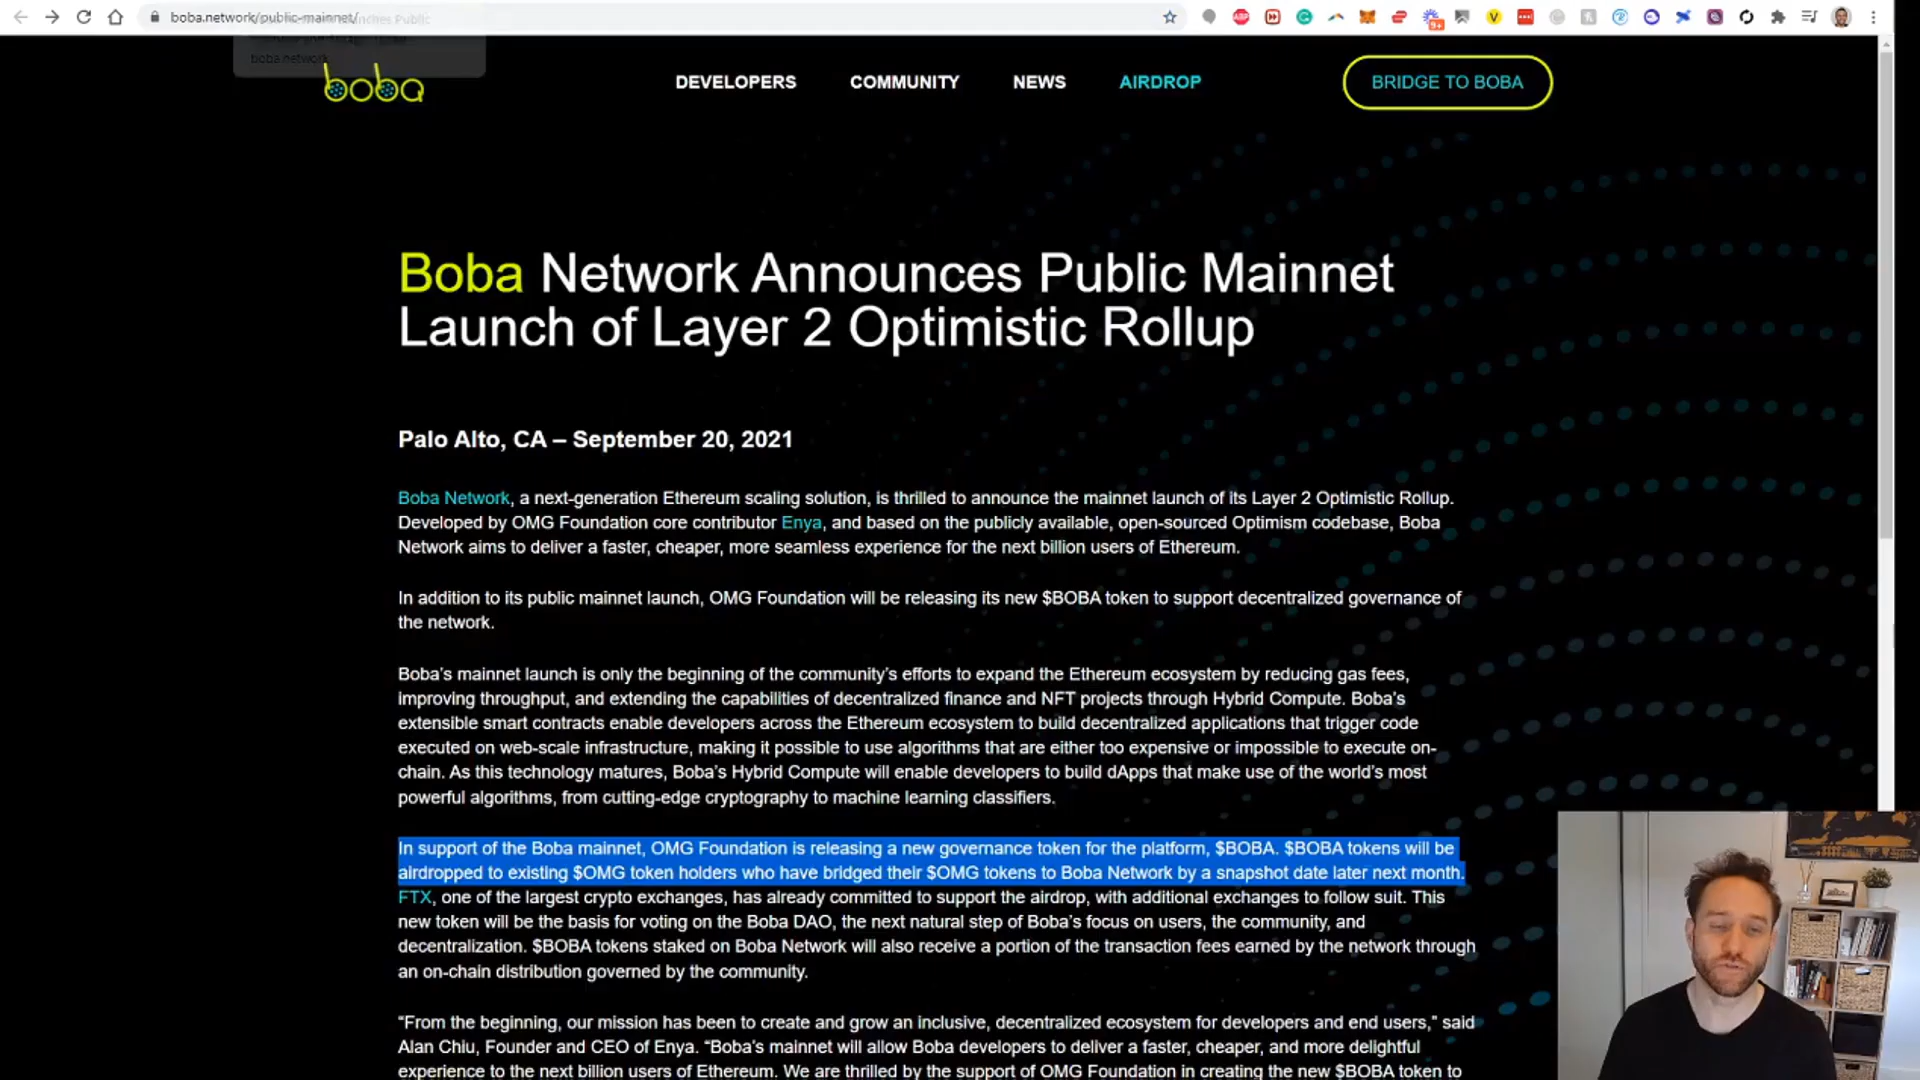 boba.network/public-mainnet/
boba.network
boba
DEVELOPERS
COMMUNITY
NEWS
AIRDROP
BRIDGE TO BOBA
Boba Network Announces Public Mainnet
Launch of Layer 2 Optimistic Rollup
Palo Alto, CA – September 20, 2021
Boba Network, a next-generation Ethereum scaling solution, is thrilled to announce the mainnet launch of its Layer 2 Optimistic Rollup.
Developed by OMG Foundation core contributor Enya, and based on the publicly available, open-sourced Optimism codebase, Boba
Network aims to deliver a faster, cheaper, more seamless experience for the next billion users of Ethereum.
In addition to its public mainnet launch, OMG Foundation will be releasing its new $BOBA token to support decentralized governance of
the network.
Boba’s mainnet launch is only the beginning of the community’s efforts to expand the Ethereum ecosystem by reducing gas fees,
improving throughput, and extending the capabilities of decentralized finance and NFT projects through Hybrid Compute. Boba’s
extensible smart contracts enable developers across the Ethereum ecosystem to build decentralized applications that trigger code
executed on web-scale infrastructure, making it possible to use algorithms that are either too expensive or impossible to execute on-
chain. As this technology matures, Boba’s Hybrid Compute will enable developers to build dApps that make use of the world’s most
powerful algorithms, from cutting-edge cryptography to machine learning classifiers.
In support of the Boba mainnet, OMG Foundation is releasing a new governance token for the platform, $BOBA. $BOBA tokens will be
airdropped to existing $OMG token holders who have bridged their $OMG tokens to Boba Network by a snapshot date later next month.
FTX, one of the largest crypto exchanges, has already committed to support the airdrop, with additional exchanges to follow suit. This
new token will be the basis for voting on the Boba DAO, the next natural step of Boba’s focus on users, the community, and
decentralization. $BOBA tokens staked on Boba Network will also receive a portion of the transaction fees earned by the network through
an on-chain distribution governed by the community.
“From the beginning, our mission has been to create and grow an inclusive, decentralized ecosystem for developers and end users,” said
Alan Chiu, Founder and CEO of Enya. “Boba’s mainnet will allow Boba developers to deliver a faster, cheaper, and more delightful
experience to the next billion users of Ethereum. We are thrilled by the support of OMG Foundation in creating the new $BOBA token to